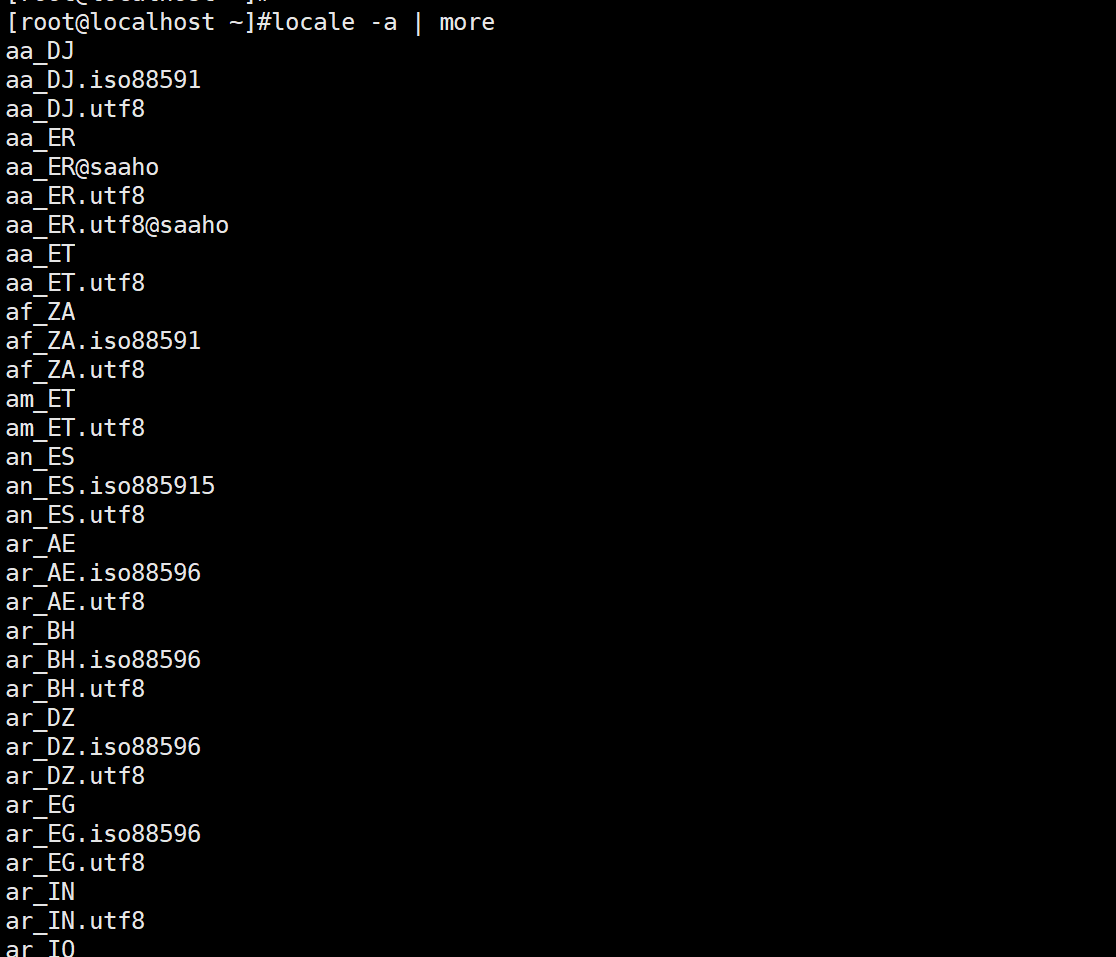 [root@localhost ~]#
[root@localhost ~]#locale -a | more
aa_DJ
aa_DJ.iso88591
aa_DJ.utf8
aa_ER
aa_ER@saaho
aa_ER.utf8
aa_ER.utf8@saaho
aa_ET
aa_ET.utf8
af_ZA
af_ZA.iso88591
af_ZA.utf8
am_ET
am_ET.utf8
an_ES
an_ES.iso885915
an_ES.utf8
ar_AE
ar_AE.iso88596
ar_AE.utf8
ar_BH
ar_BH.iso88596
ar_BH.utf8
ar_DZ
ar_DZ.iso88596
ar_DZ.utf8
ar_EG
ar_EG.iso88596
ar_EG.utf8
ar_IN
ar_IN.utf8
ar_IQ